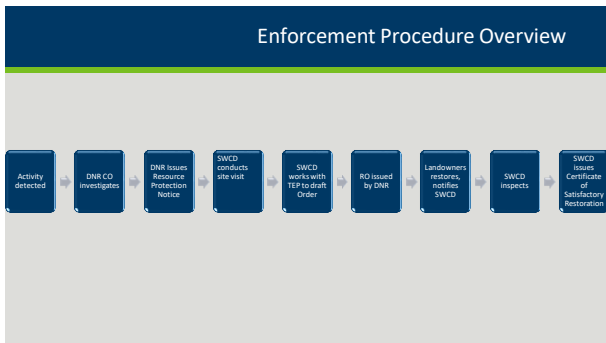 Enforcement Procedure Overview
Activity
detected
DNR CO
investigates
DNR Issues
Resource
Protection
Notice
SWCD
conducts
site visit
SWCD
works with
TEP to draft
Order
RO issued
by DNR
Landowners
restores,
notifies
SWCD
SWCD
inspects
SWCD
issues
Certificate
of
Satisfactory
Restoration